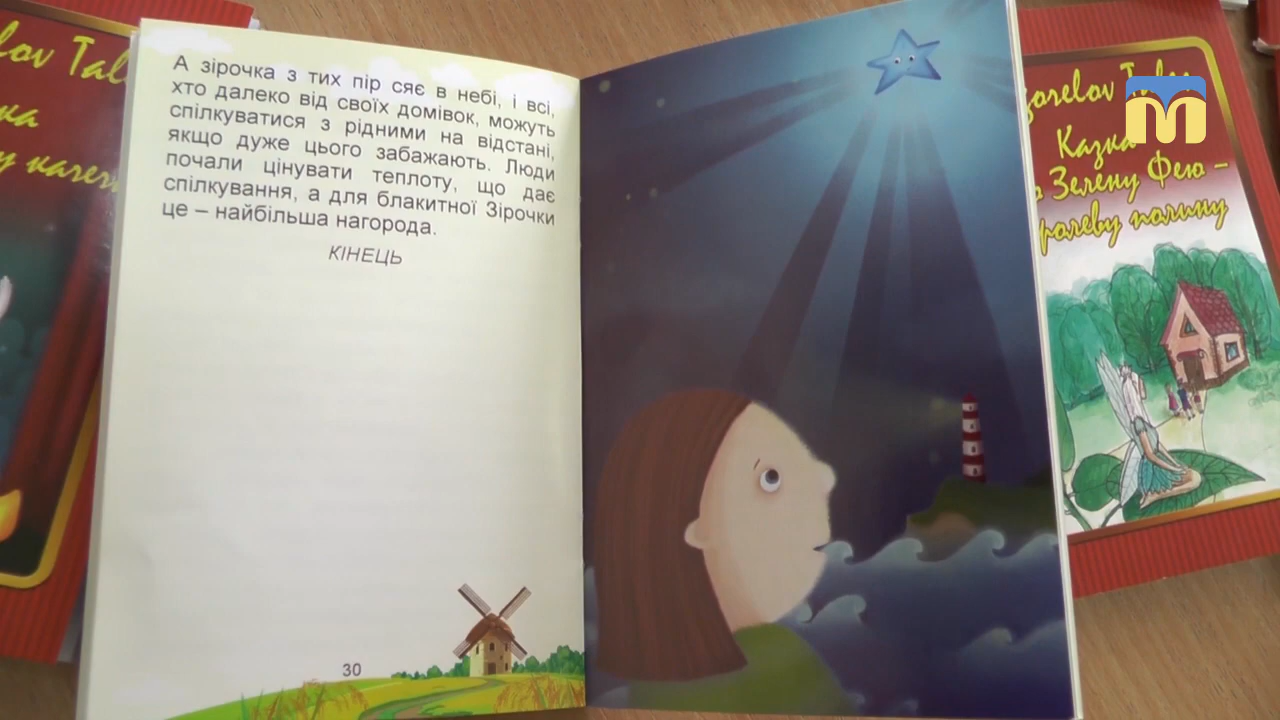 А зірочка з тих пір сяє в небі, і всі,
хто далеко від своїх домівок, можуть
спілкуватися з рідними на відстані,
якщо дуже цього забажають. Люди
почали цінувати теплоту, що дає
спілкування, а для блакитної Зірочки
це – найбільша нагорода.
КІНЕЦЬ
30
Казка
Зелену Фею –
полину